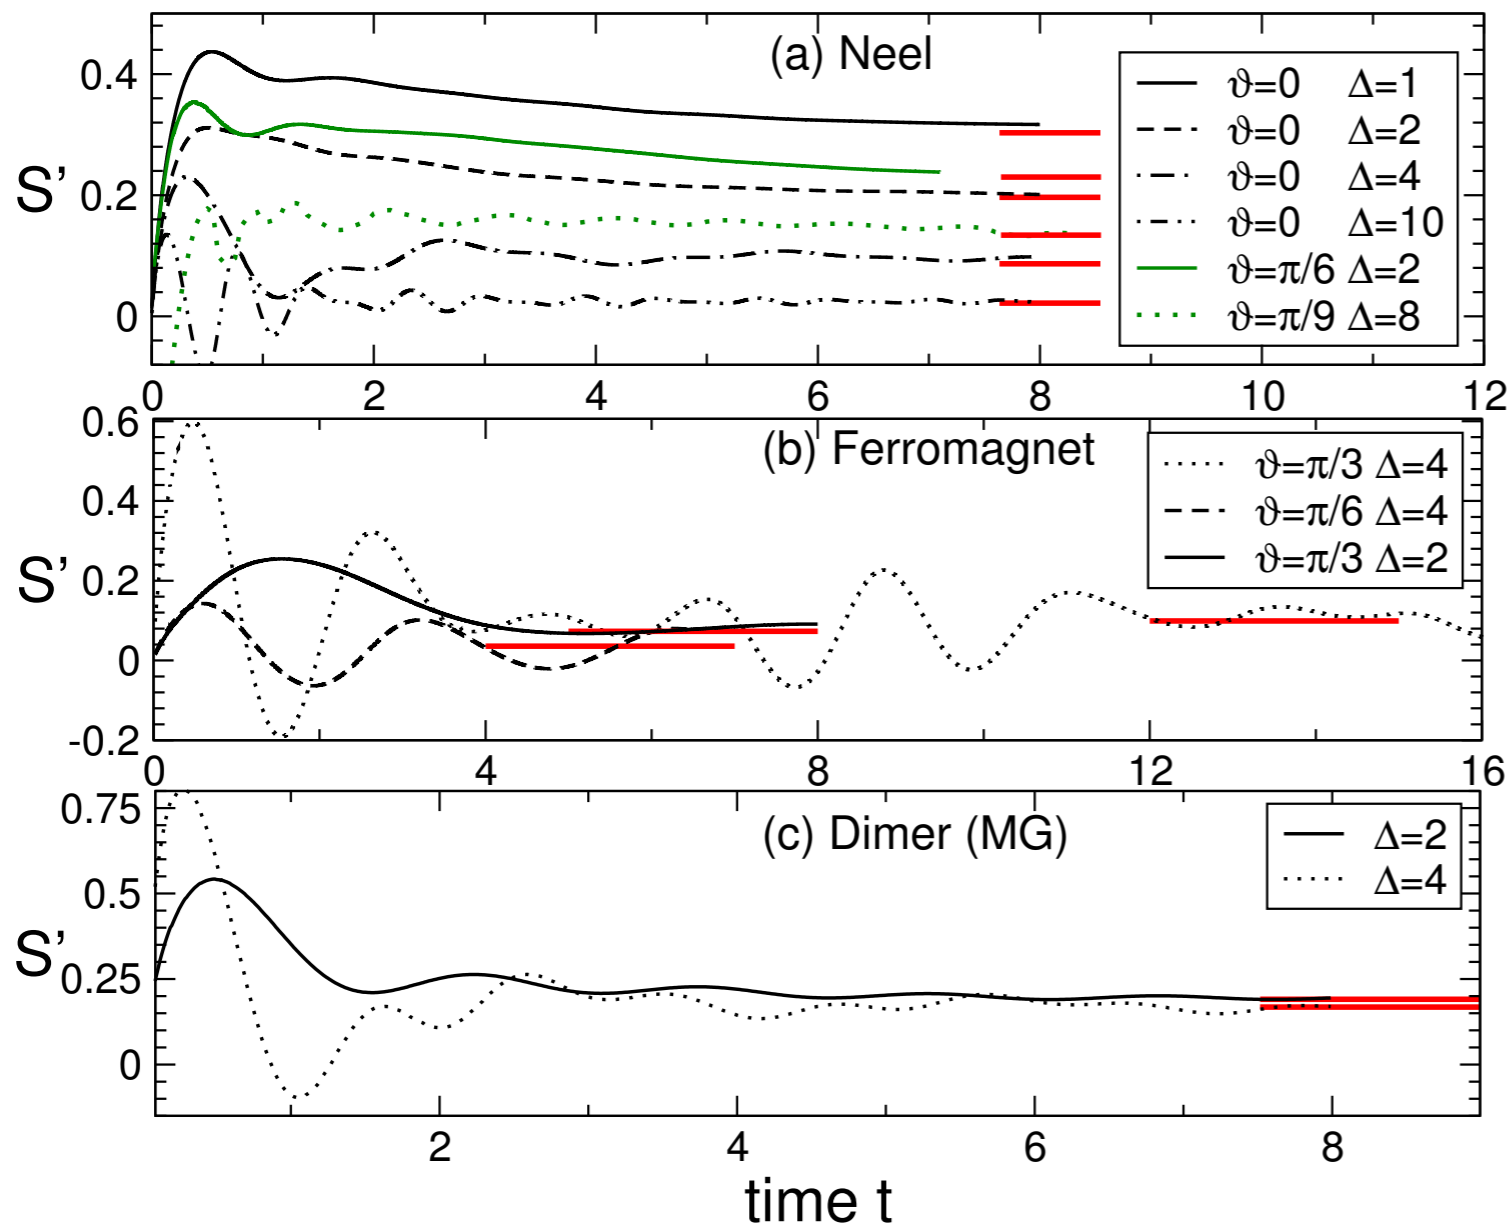 (a) Neel
S’
0.4
0.2
0
ϑ=0 Δ=1
ϑ=0 Δ=2
ϑ=0 Δ=4
ϑ=0 Δ=10
ϑ=π/6 Δ=2
ϑ=π/9 Δ=8
0 2 4 6 8 10 12
(b) Ferromagnet
S’
0.6
0.4
0.2
0
-0.2
ϑ=π/3 Δ=4
ϑ=π/6 Δ=4
ϑ=π/3 Δ=2
0 4 8 12 16
(c) Dimer (MG)
S’
0.75
0.5
0.25
0
Δ=2
Δ=4
2 4 6 8
time t